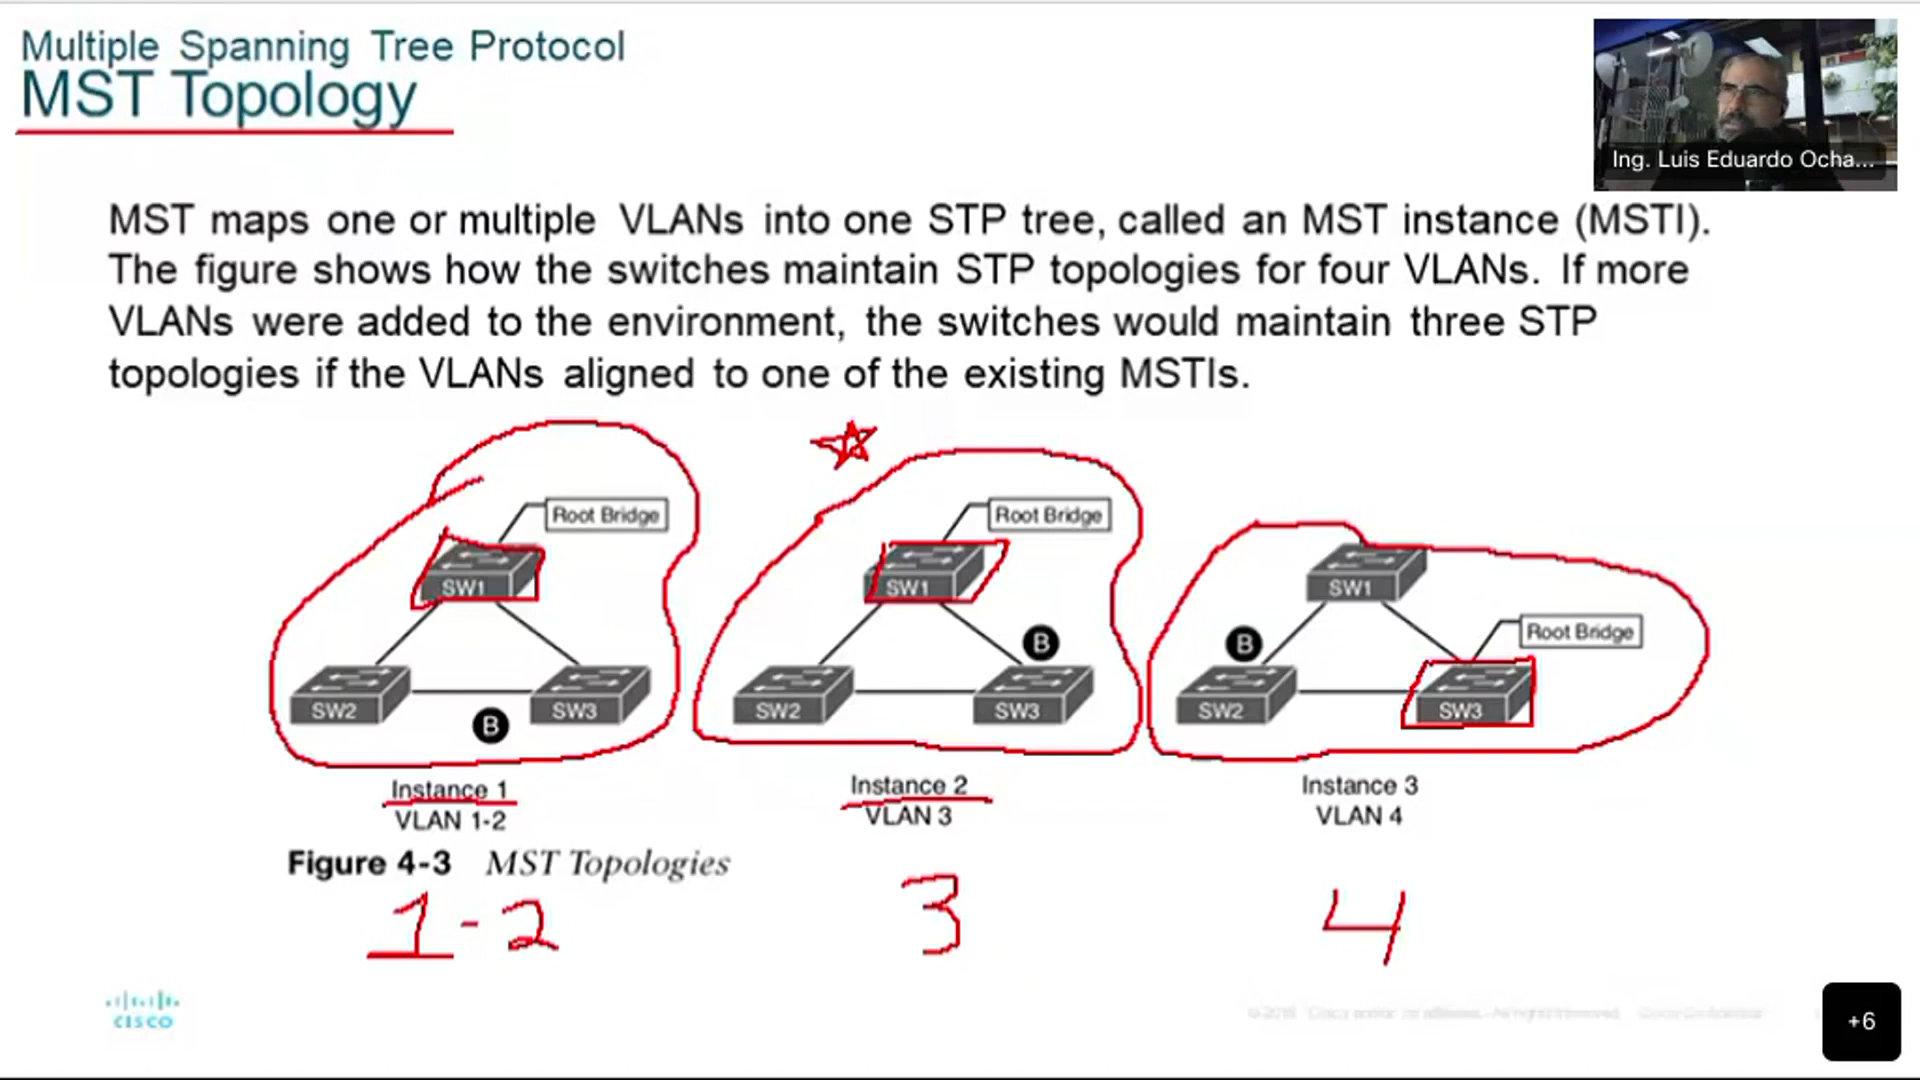 Multiple Spanning Tree Protocol
MST Topology
Ing. Luis Eduardo Ocha...
MST maps one or multiple VLANs into one STP tree, called an MST instance (MSTI).
The figure shows how the switches maintain STP topologies for four VLANs. If more
VLANs were added to the environment, the switches would maintain three STP
topologies if the VLANs aligned to one of the existing MSTIs.
Root Bridge
SW1
SW2
SW3
B
Instance 1
VLAN 1-2
Root Bridge
SW1
B
SW2
SW3
Instance 2
VLAN 3
SW1
Root Bridge
B
SW2
SW3
Instance 3
VLAN 4
Figure 4-3 MST Topologies
1-2
3
4
CISCO
+6